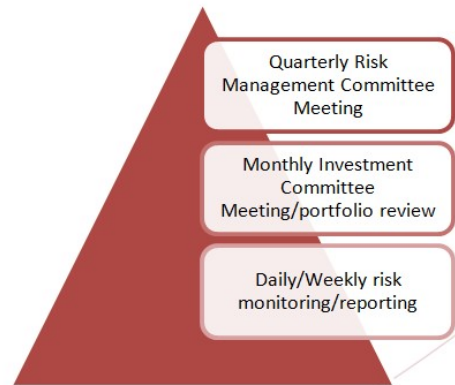 Quarterly Risk
Management Committee
Meeting
Monthly Investment
Committee
Meeting/portfolio review
Daily/Weekly risk
monitoring/reporting